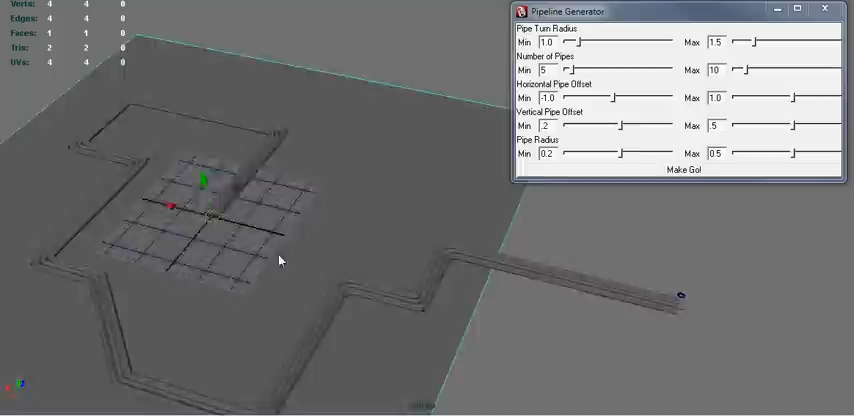 Verts: 4 4 0
Edges: 4 4 0
Faces: 1 1 0
Tris: 2 2 0
UVs: 4 4 0
Pipeline Generator
Pipe Turn Radius
Min 1.0 Max 1.5
Number of Pipes
Min 5 Max 10
Horizontal Pipe Offset
Min -1.0 Max 1.0
Vertical Pipe Offset
Min .2 Max .5
Pipe Radius
Min 0.2 Max 0.5
Make Go!